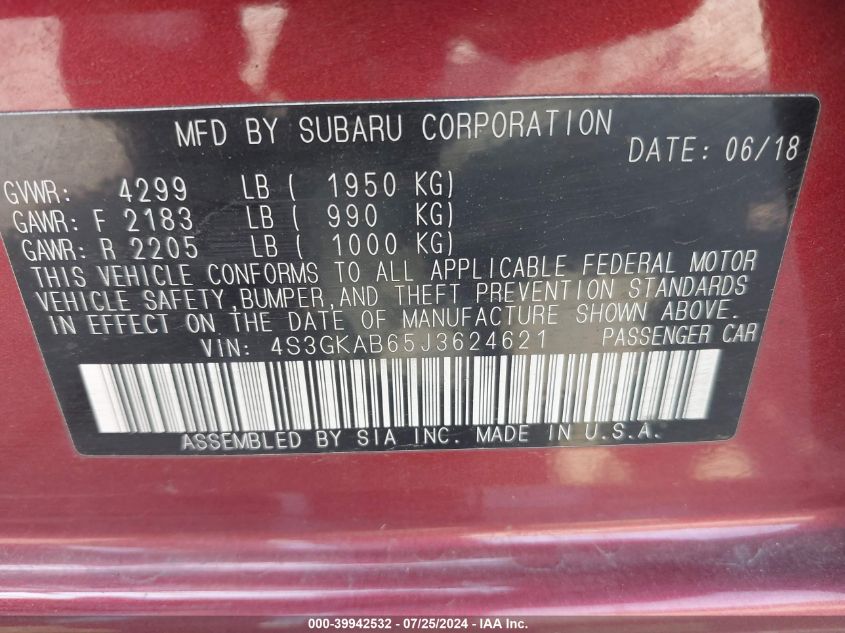 MFD BY SUBARU CORPORATION
DATE: 06/18
GVWR: 4299 LB ( 1950 KG)
GAWR: F 2183 LB ( 990 KG)
GAWR: R 2205 LB ( 1000 KG)
THIS VEHICLE CONFORMS TO ALL APPLICABLE FEDERAL MOTOR
VEHICLE SAFETY, BUMPER, AND THEFT PREVENTION STANDARDS
IN EFFECT ON THE DATE OF MANUFACTURE SHOWN ABOVE.
VIN: 4S3GKAB65J3624621 PASSENGER CAR
ASSEMBLED BY SIA INC. MADE IN U.S.A.
000-39942532 - 07/25/2024 - IAA Inc.